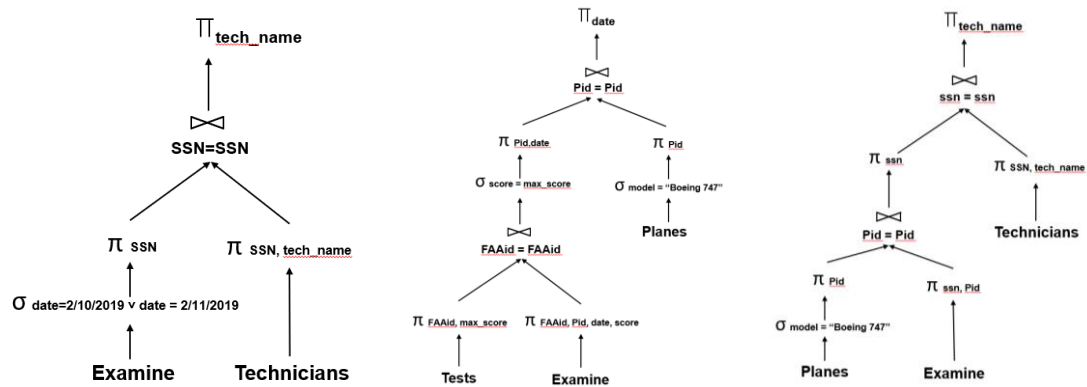 ∏ tech_name
⋈
SSN=SSN
π SSN
π SSN, tech_name
σ date=2/10/2019 ∨ date = 2/11/2019
Examine
Technicians
∏ date
⋈
Pid = Pid
π Pid,date
π Pid
σ score = max_score
σ model = “Boeing 747”
⋈
Planes
FAAid = FAAid
π FAAid, max_score
π FAAid, Pid, date, score
Tests
Examine
∏ tech_name
⋈
ssn = ssn
π ssn
π SSN, tech_name
⋈
Technicians
Pid = Pid
π Pid
π ssn, Pid
σ model = “Boeing 747”
Planes
Examine